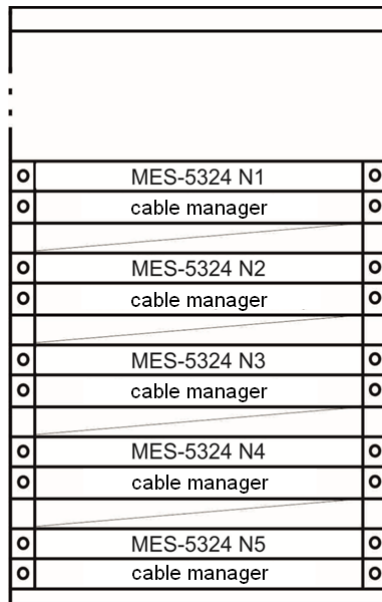 MES-5324 N1
cable manager
MES-5324 N2
cable manager
MES-5324 N3
cable manager
MES-5324 N4
cable manager
MES-5324 N5
cable manager